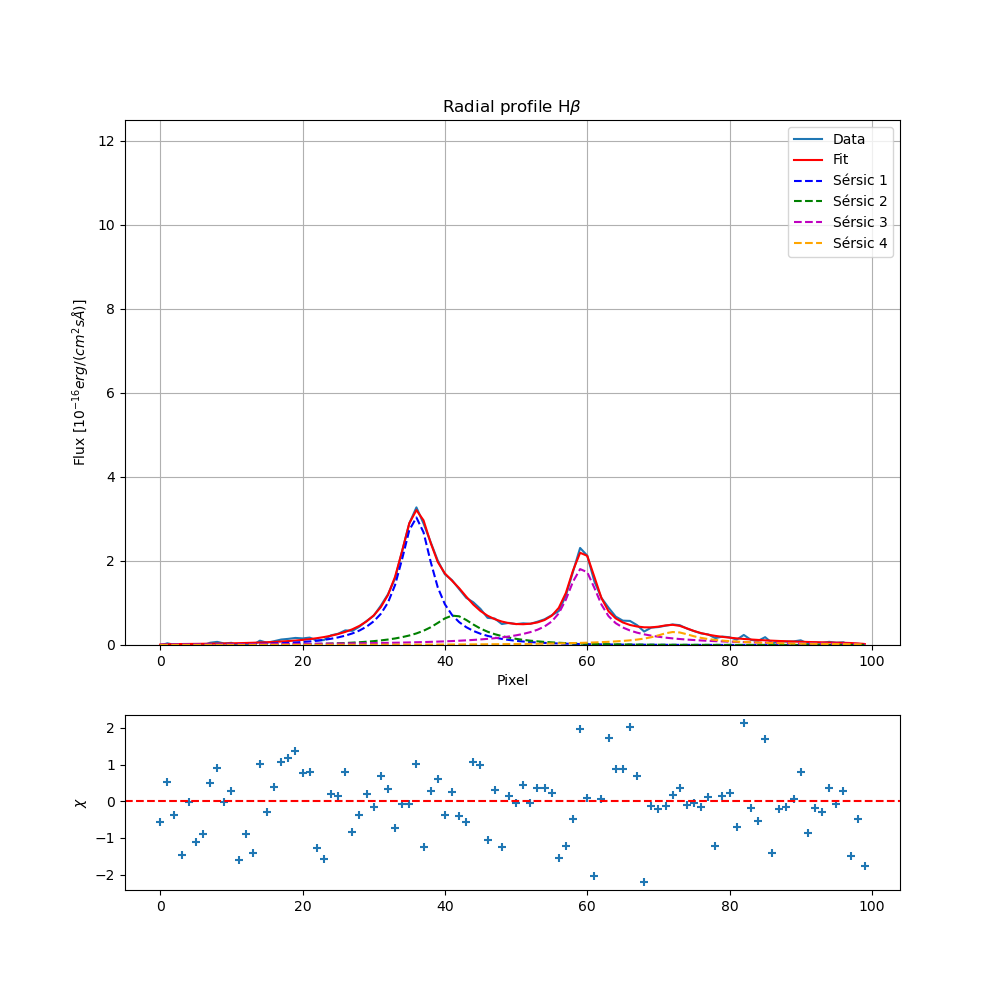 Radial profile Hβ
12
10
8
6
4
2
0
Flux [10⁻¹⁶erg/(cm²sÅ)]
Data
Fit
Sérsic 1
Sérsic 2
Sérsic 3
Sérsic 4
0 20 40 60 80 100
Pixel
2
1
0
−1
−2
χ
0 20 40 60 80 100